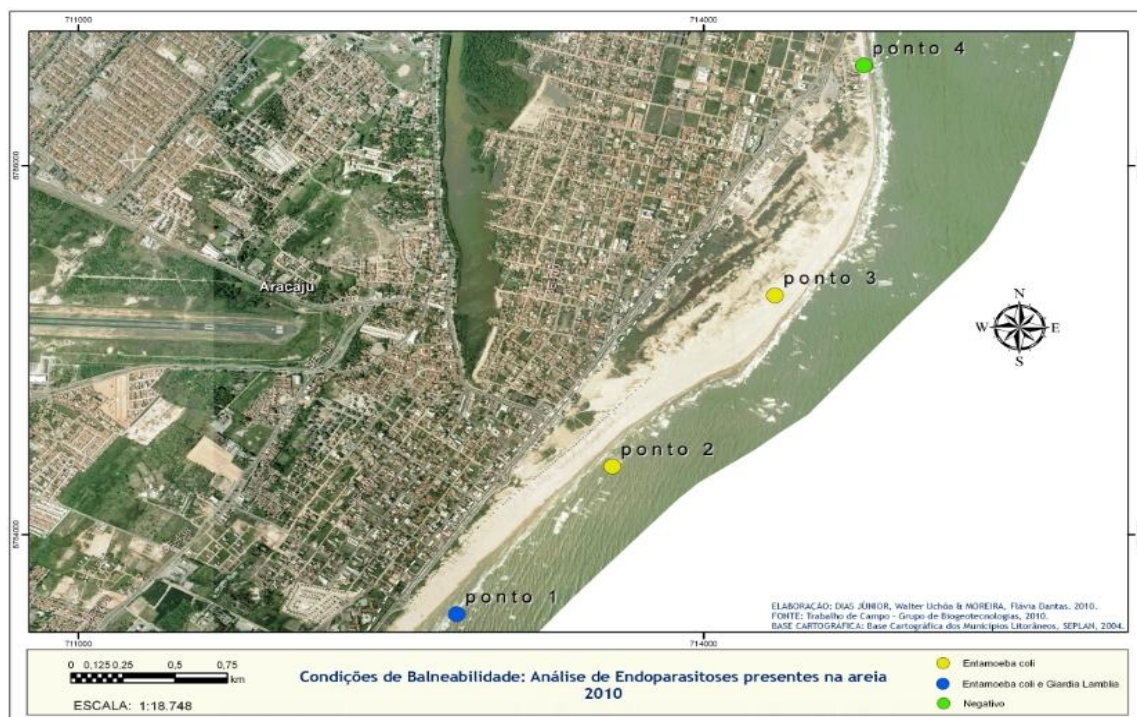 711000
714000
ponto 4
8786000
ponto 3
Aracaju
N
W E
S
ponto 2
8784000
ponto 1
ELABORAÇÃO: DIAS JÚNIOR, Walter Uchôa & MOREIRA, Flávia Dantas. 2010.
FONTE: Trabalho de Campo - Grupo de Biogeotecnologias, 2010.
BASE CARTOGRÁFICA: Base Cartográfica dos Municípios Litorâneos, SEPLAN, 2004.
711000
714000
0 0,125 0,25 0,5 0,75
km
ESCALA: 1:18.748
Condições de Balneabilidade: Análise de Endoparasitoses presentes na areia
2010
Entamoeba coli
Entamoeba coli e Giardia Lamblia
Negativo